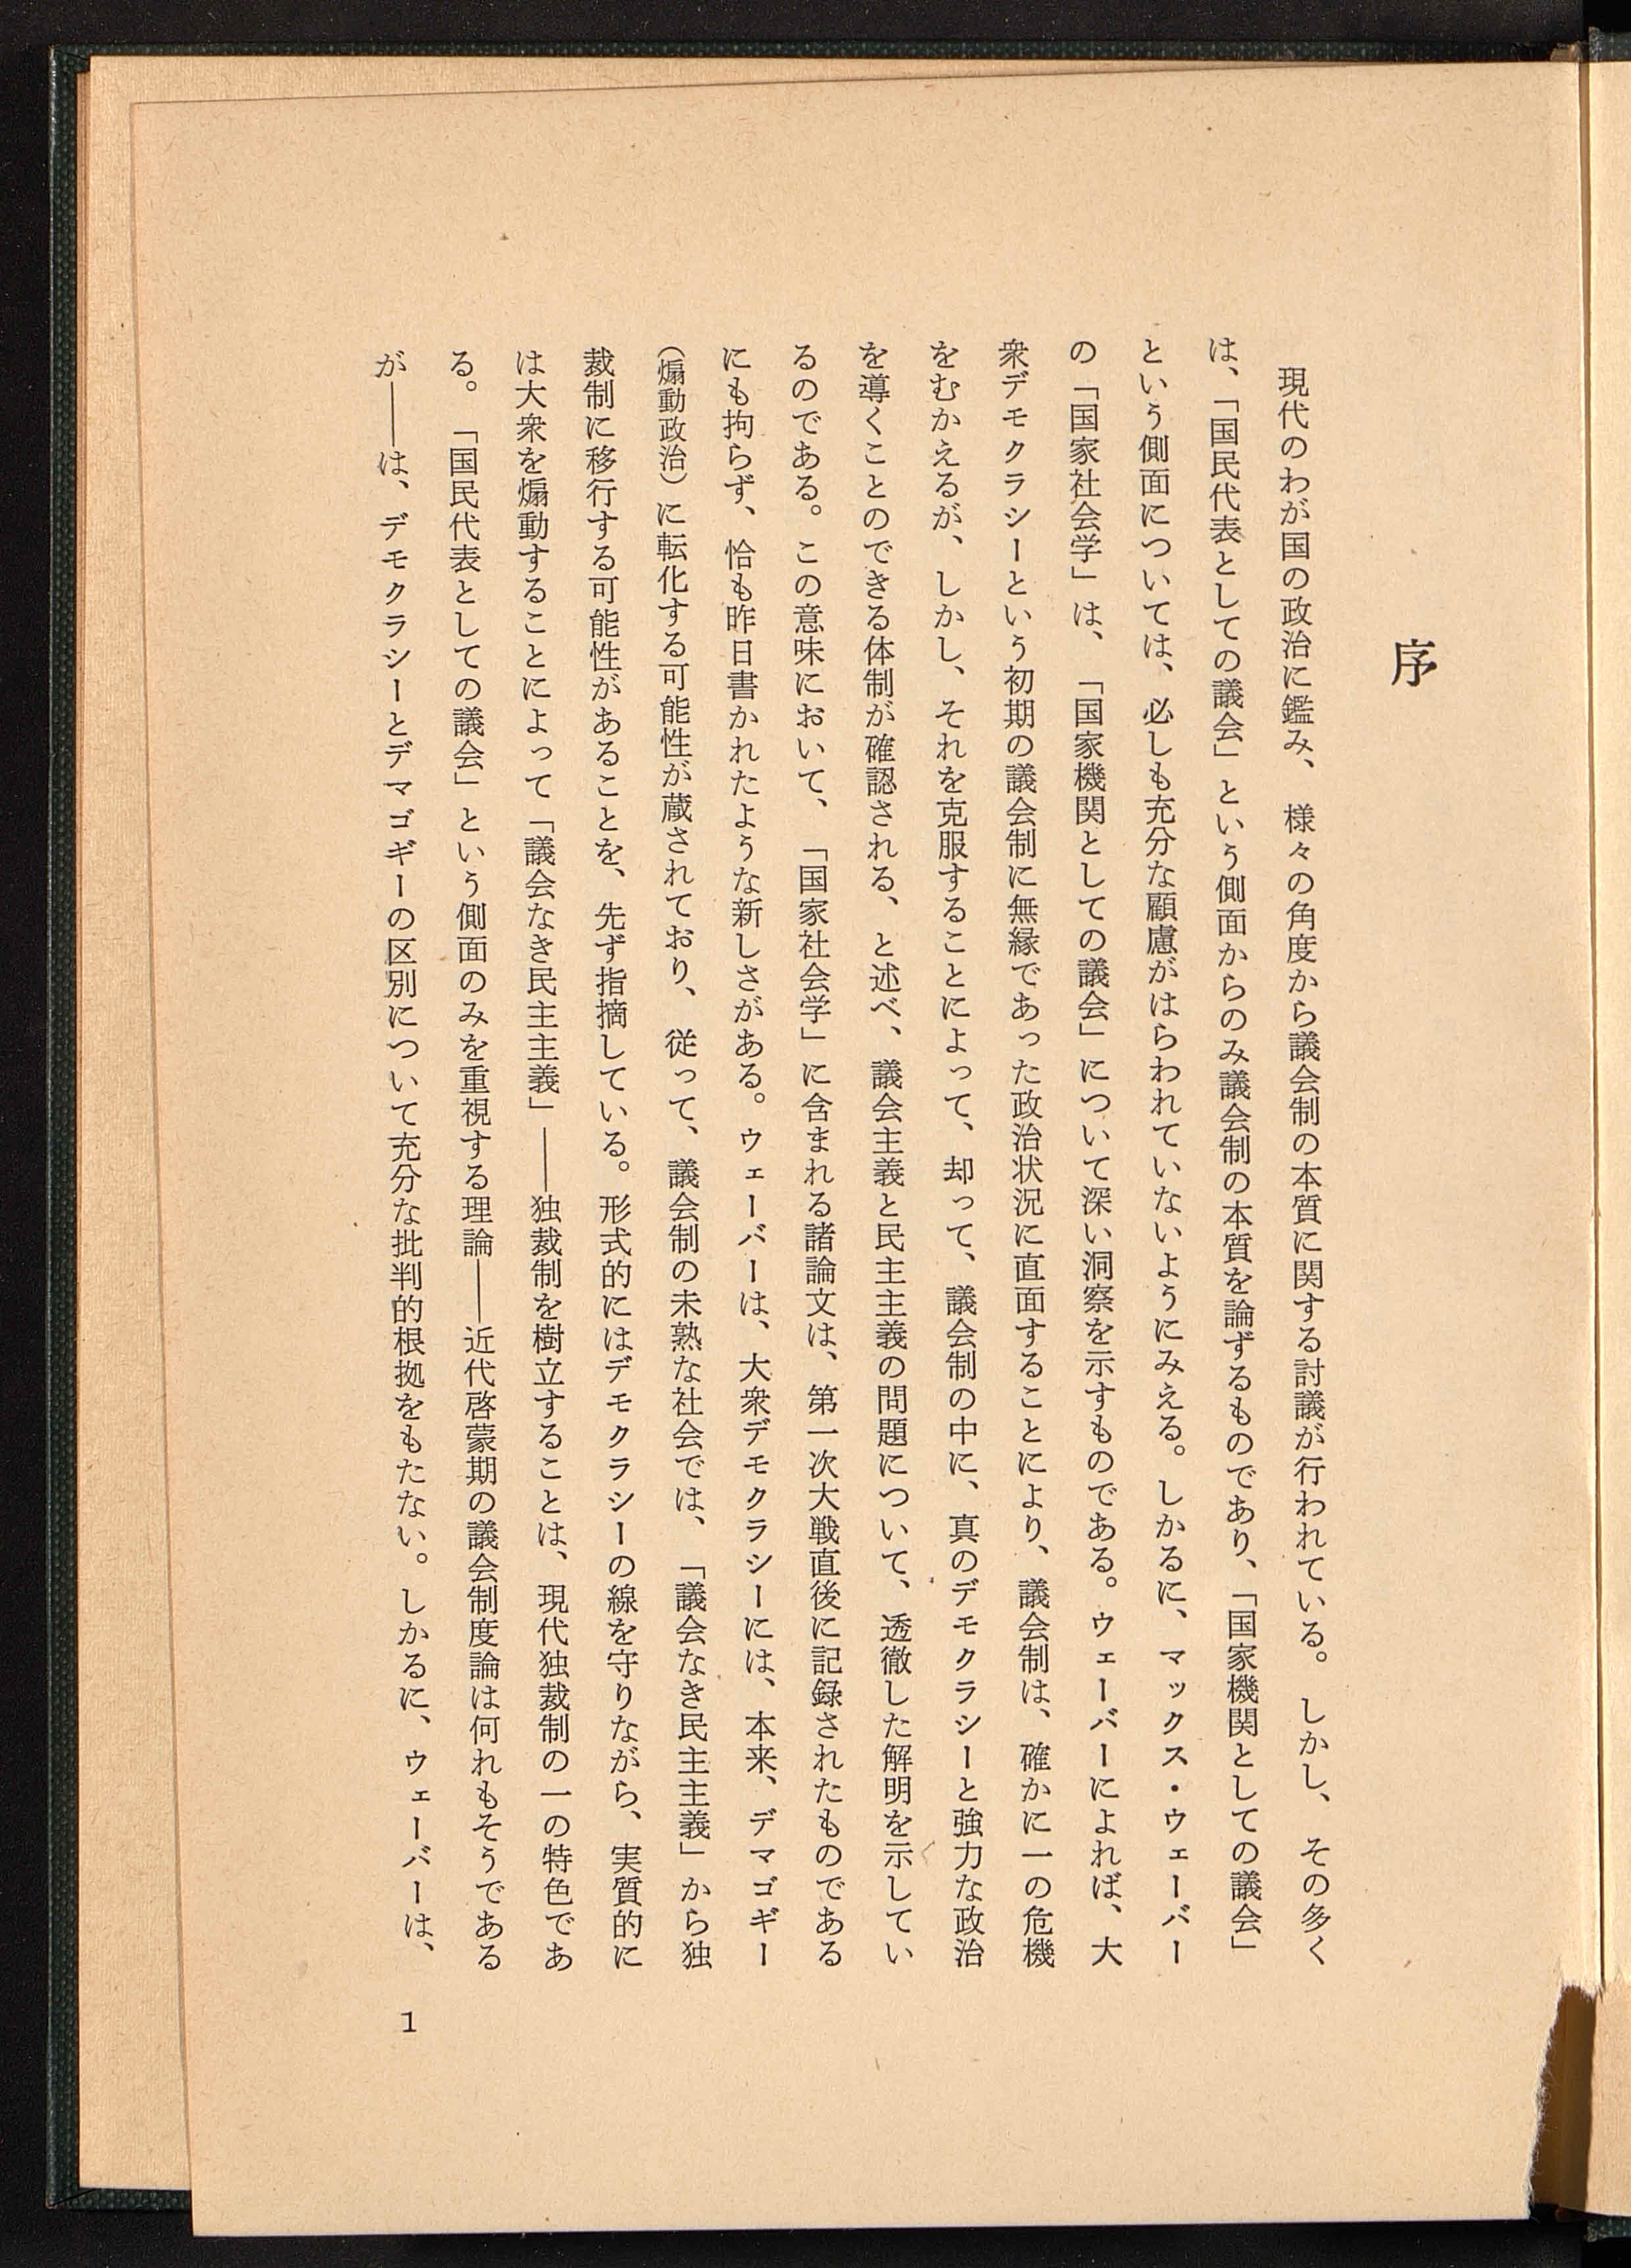 序
現代のわが国の政治に鑑み、様々の角度から議会制の本質に関する討議が行われている。しかし、その多く
は、「国民代表としての議会」という側面からのみ議会制の本質を論ずるものであり、「国家機関としての議会」
という側面については、必しも充分な顧慮がはらわれていないようにみえる。しかるに、マックス・ウェーバー
の「国家社会学」は、「国家機関としての議会」について深い洞察を示すものである。ウェーバーによれば、大
衆デモクラシーという初期の議会制に無縁であった政治状況に直面することにより、議会制は、確かに一の危機
をむかえるが、しかし、それを克服することによって、却って、議会制の中に、真のデモクラシーと強力な政治
を導くことのできる体制が確認される、と述べ、議会主義と民主主義の問題について、透徹した解明を示してい
るのである。この意味において、「国家社会学」に含まれる諸論文は、第一次大戦直後に記録されたものである
にも拘らず、恰も昨日書かれたような新しさがある。ウェーバーは、大衆デモクラシーには、本来、デマゴギー
（煽動政治）に転化する可能性が蔵されており、従って、議会制の未熟な社会では、「議会なき民主主義」から独
裁制に移行する可能性があることを、先ず指摘している。形式的にはデモクラシーの線を守りながら、実質的に
は大衆を煽動することによって「議会なき民主主義」――独裁制を樹立することは、現代独裁制の一の特色であ
る。「国民代表としての議会」という側面のみを重視する理論――近代啓蒙期の議会制度論は何れもそうである
が――は、デモクラシーとデマゴギーの区別について充分な批判的根拠をもたない。しかるに、ウェーバーは、
1